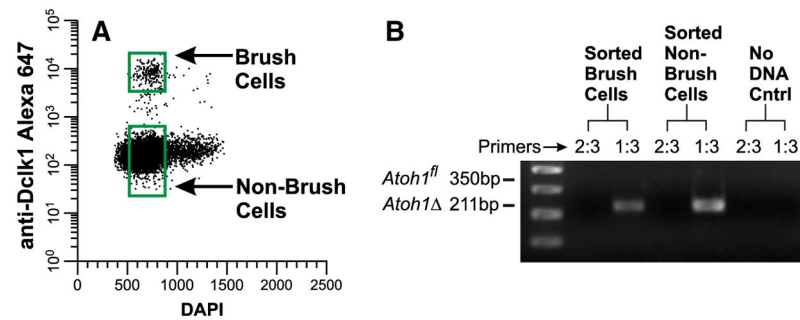 A
anti-Dclk1 Alexa 647
10⁵
10⁴
10³
10²
10¹
10⁰
0 500 1000 1500 2000 2500
DAPI
Brush
Cells
Non-Brush
Cells
B
Sorted
Brush
Cells
Sorted
Non-
Brush
Cells
No
DNA
Cntrl
Primers→ 2:3 1:3 2:3 1:3 2:3 1:3
Atoh1ᶠˡ 350bp –
Atoh1Δ 211bp –